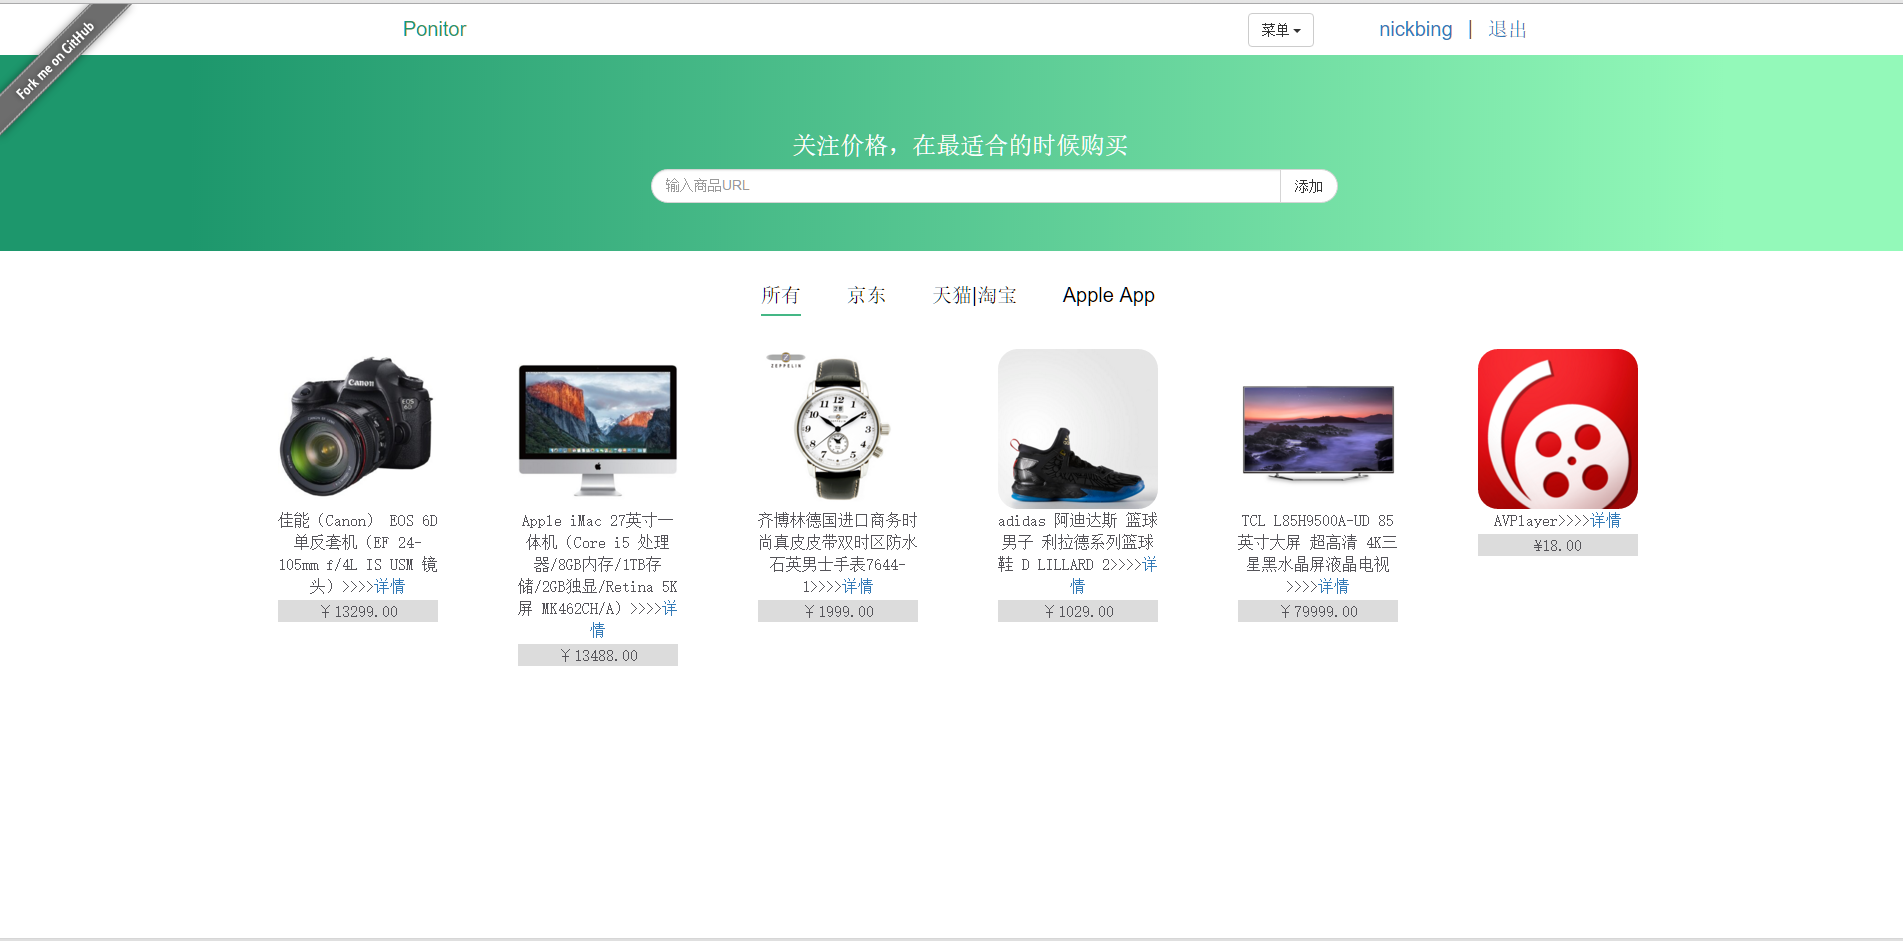 Fork me on GitHub
Ponitor
菜单
nickbing | 退出
关注价格，在最适合的时候购买
输入商品URL
添加
所有
京东
天猫|淘宝
Apple App
Canon
EOS
6D
佳能（Canon） EOS 6D
单反套机（EF 24-
105mm f/4L IS USM 镜
头）>>>>详情
￥13299.00
Apple iMac 27英寸一
体机（Core i5 处理
器/8GB内存/1TB存
储/2GB独显/Retina 5K
屏 MK462CH/A）>>>>详
情
￥13488.00
ZEPPELIN
齐博林德国进口商务时
尚真皮皮带双时区防水
石英男士手表7644-
1>>>>详情
￥1999.00
adidas 阿迪达斯 篮球
男子 利拉德系列篮球
鞋 D LILLARD 2>>>>详
情
￥1029.00
TCL L85H9500A-UD 85
英寸大屏 超高清 4K三
星黑水晶屏液晶电视
>>>>详情
￥79999.00
AVPlayer>>>>详情
¥18.00